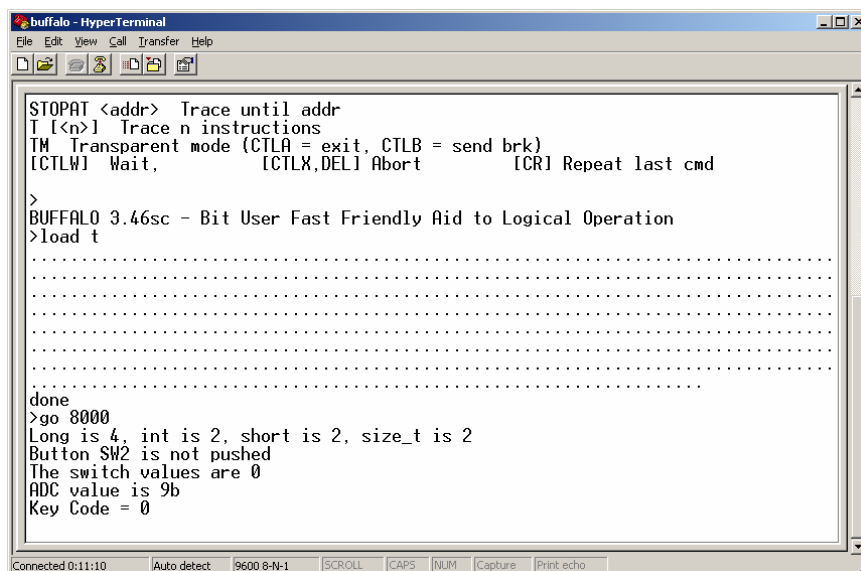 buffalo - HyperTerminal
File Edit View Call Transfer Help
STOPAT <addr> Trace until addr
T [<n>] Trace n instructions
TM Transparent mode (CTLA = exit, CTLB = send brk)
[CTLW] Wait, [CTLX,DEL] Abort [CR] Repeat last cmd
>
BUFFALO 3.46sc - Bit User Fast Friendly Aid to Logical Operation
>load t
................................................................................
................................................................................
................................................................................
................................................................................
................................................................................
................................................................................
................................................................................
...................................................................
done
>go 8000
Long is 4, int is 2, short is 2, size_t is 2
Button SW2 is not pushed
The switch values are 0
ADC value is 9b
Key Code = 0
Connected 0:11:10 Auto detect 9600 8-N-1 SCROLL CAPS NUM Capture Print echo